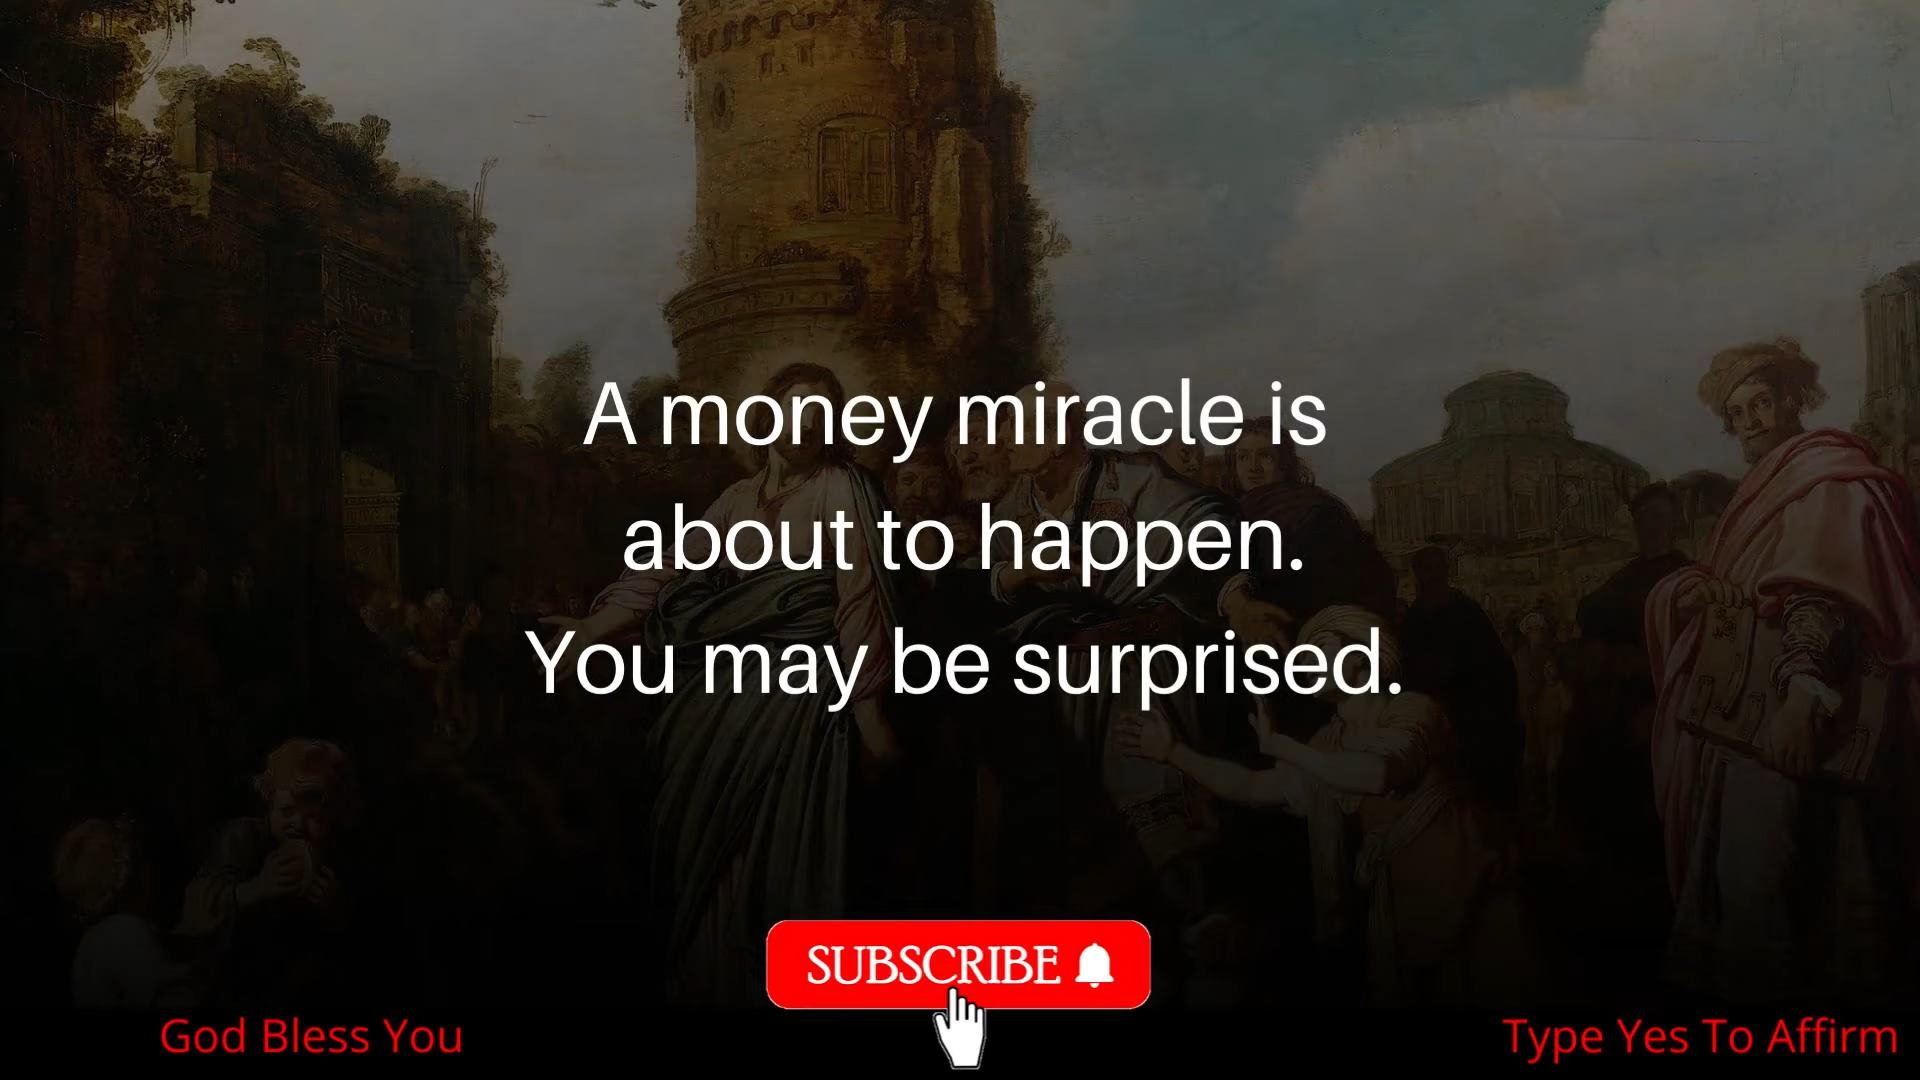 A money miracle is
about to happen.
You may be surprised.
SUBSCRIBE
God Bless You
Type Yes To Affirm